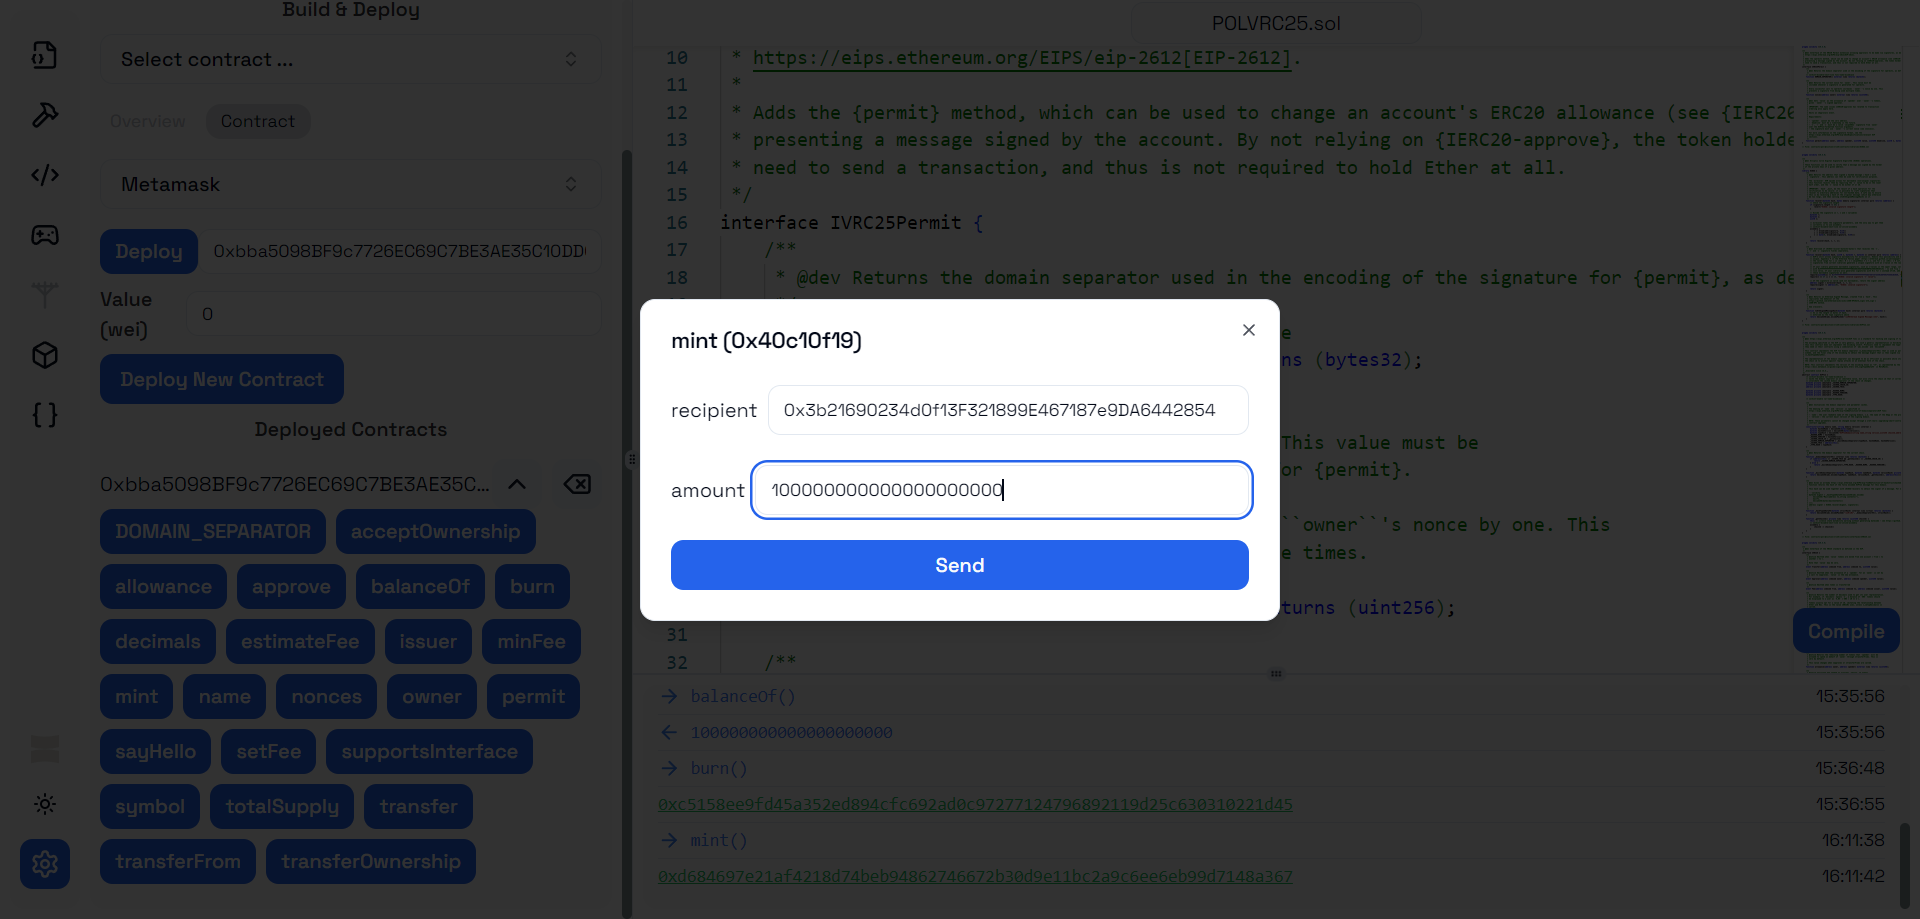 Build & Deploy
Select contract ...
Overview
Contract
Metamask
Deploy
0xbba5098BF9c7726EC69C7BE3AE35C10DD
Value
(wei)
0
Deploy New Contract
Deployed Contracts
0xbba5098BF9c7726EC69C7BE3AE35C...
DOMAIN_SEPARATOR
acceptOwnership
allowance
approve
balanceOf
burn
decimals
estimateFee
issuer
minFee
mint
name
nonces
owner
permit
sayHello
setFee
supportsInterface
symbol
totalSupply
transfer
transferFrom
transferOwnership
POLVRC25.sol
10 * https://eips.ethereum.org/EIPS/eip-2612[EIP-2612].
11 *
12 * Adds the {permit} method, which can be used to change an account's ERC20 allowance (see {IERC20
13 * presenting a message signed by the account. By not relying on {IERC20-approve}, the token holde
14 * need to send a transaction, and thus is not required to hold Ether at all.
15 */
16 interface IVRC25Permit {
17 /**
18 * @dev Returns the domain separator used in the encoding of the signature for {permit}, as de
e
ns (bytes32);
This value must be
or {permit}.
``owner``'s nonce by one. This
e times.
turns (uint256);
31
32 /**
mint (0x40c10f19)
recipient
0x3b21690234d0f13F321899E467187e9DA6442854
amount
100000000000000000000
Send
Compile
→ balanceOf() 15:35:56
← 100000000000000000000 15:35:56
→ burn() 15:36:48
0xc5158ee9fd45a352ed894cfc692ad0c97277124796892119d25c630310221d45 15:36:55
→ mint() 16:11:38
0xd684697e21af4218d74beb94862746672b30d9e11bc2a9c6ee6eb99d7148a367 16:11:42